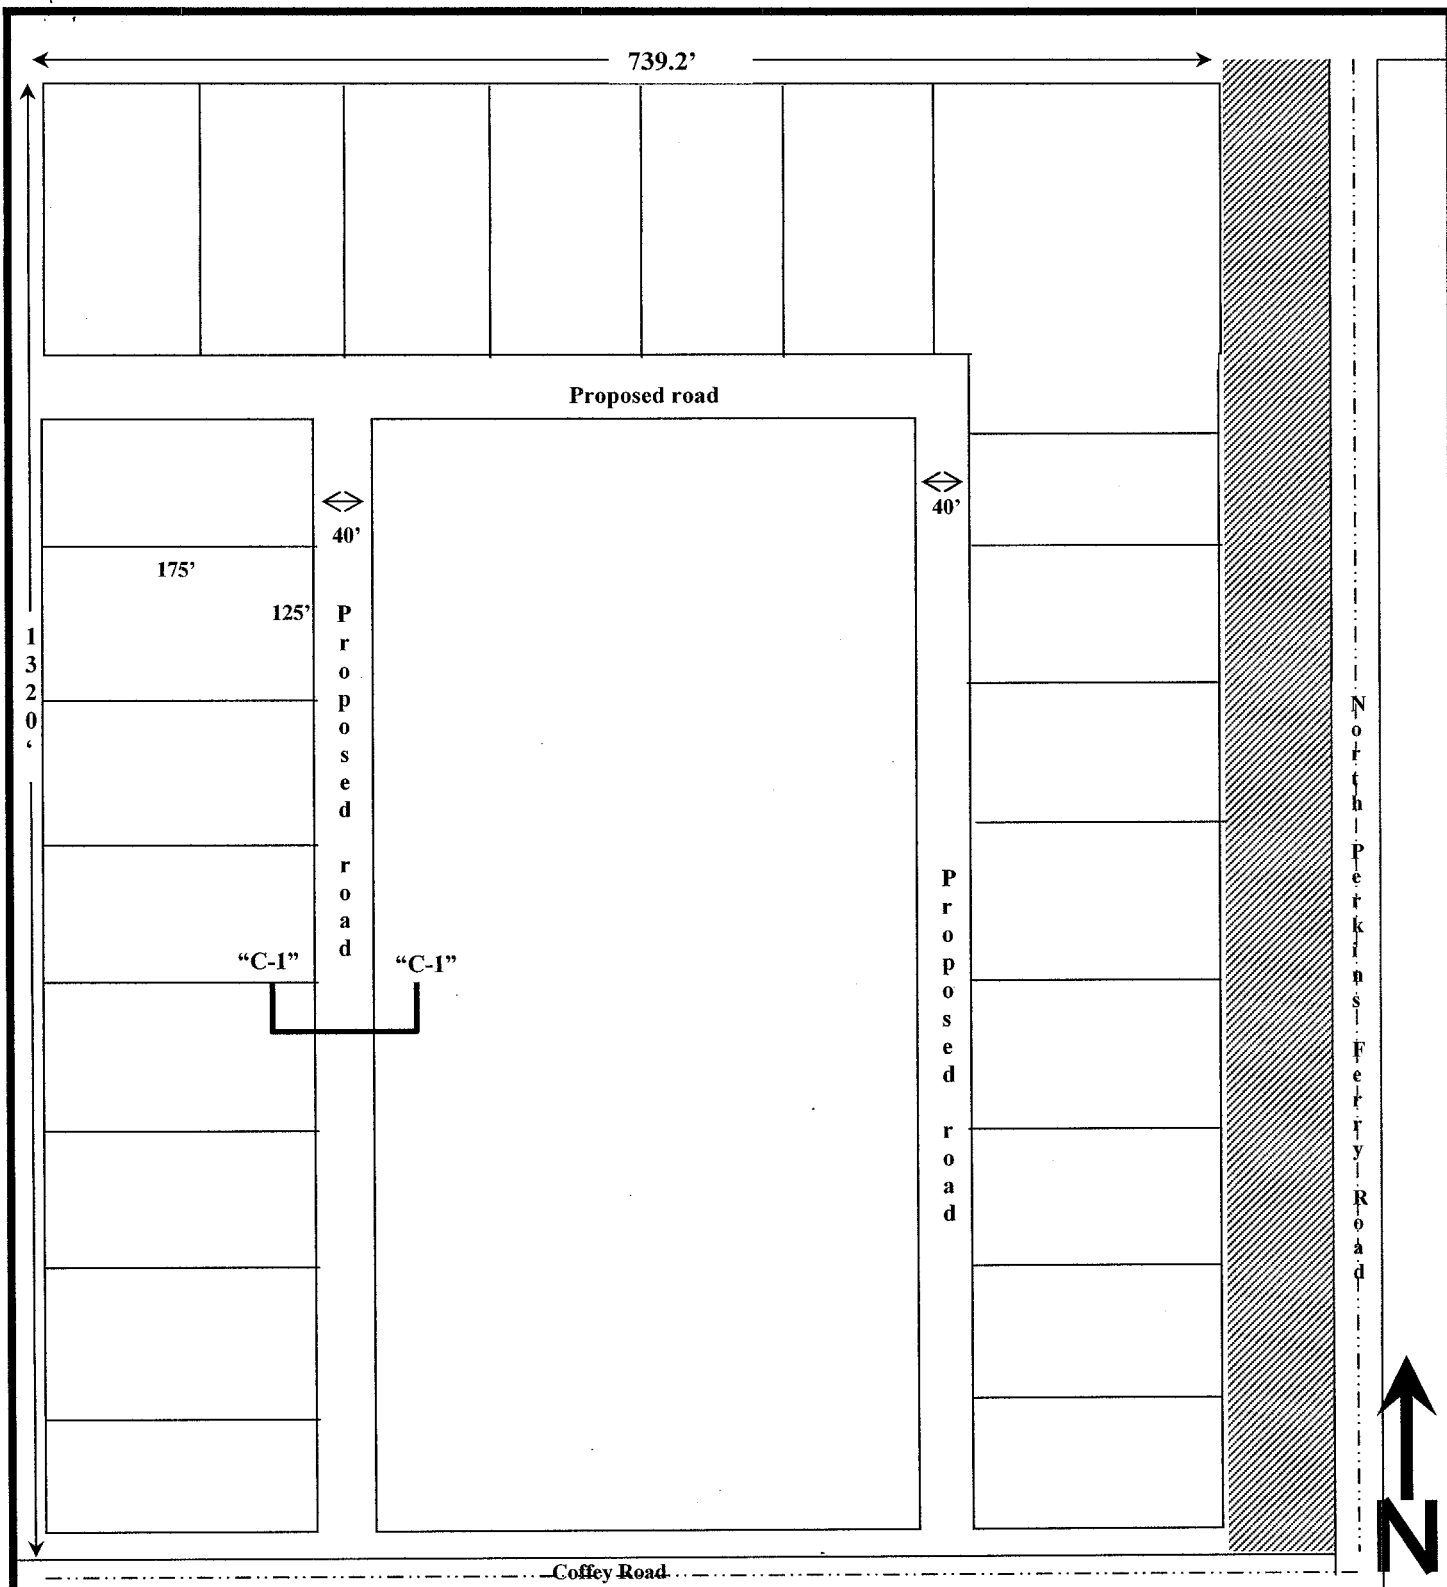 739.2’
Proposed road
40’
40’
175’
125’
1320‘
Proposed road
Proposed road
North Perkins Ferry Road
“C-1”
“C-1”
N
Coffey Road